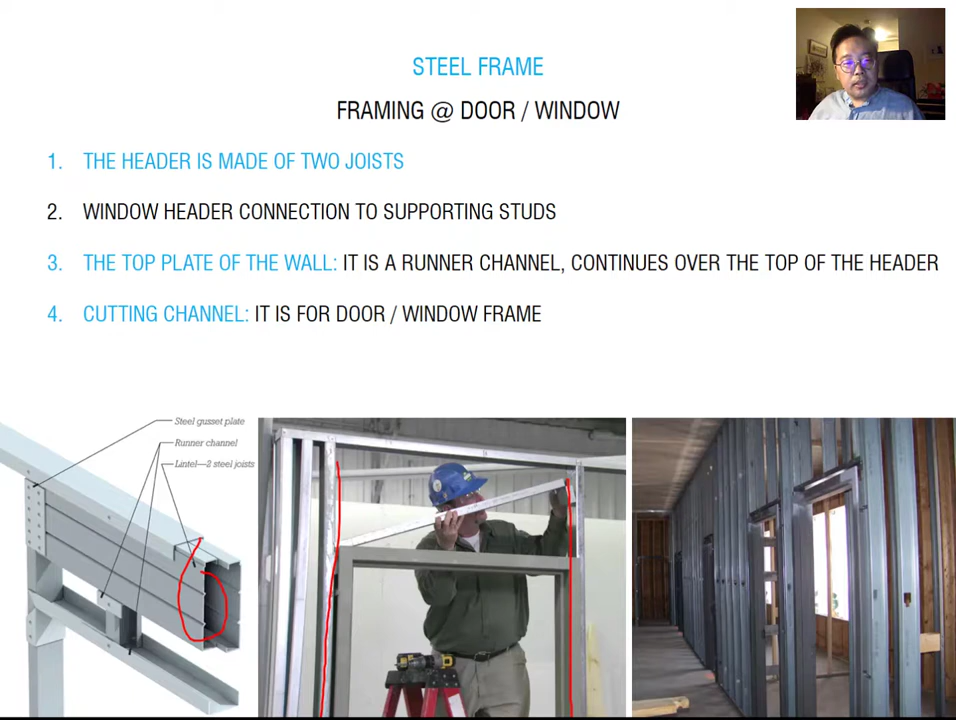 STEEL FRAME
FRAMING @ DOOR / WINDOW
1. THE HEADER IS MADE OF TWO JOISTS
2. WINDOW HEADER CONNECTION TO SUPPORTING STUDS
3. THE TOP PLATE OF THE WALL: IT IS A RUNNER CHANNEL, CONTINUES OVER THE TOP OF THE HEADER
4. CUTTING CHANNEL: IT IS FOR DOOR / WINDOW FRAME
Steel gusset plate
Runner channel
Lintel—2 steel joists